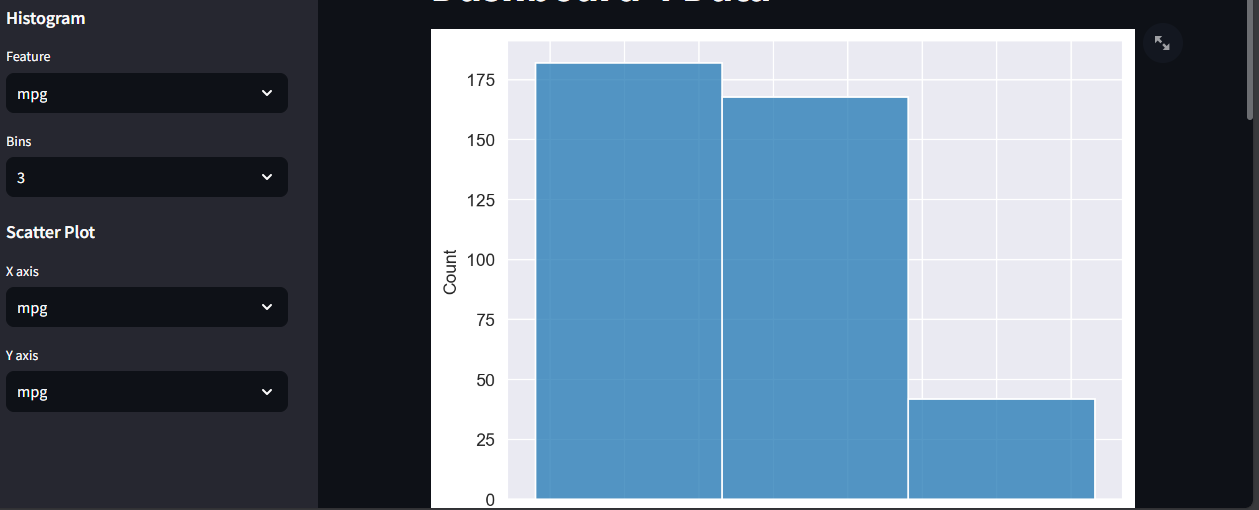 Histogram
Feature
mpg
Bins
3
Scatter Plot
X axis
mpg
Y axis
mpg
175
150
125
100
75
50
25
0
Count